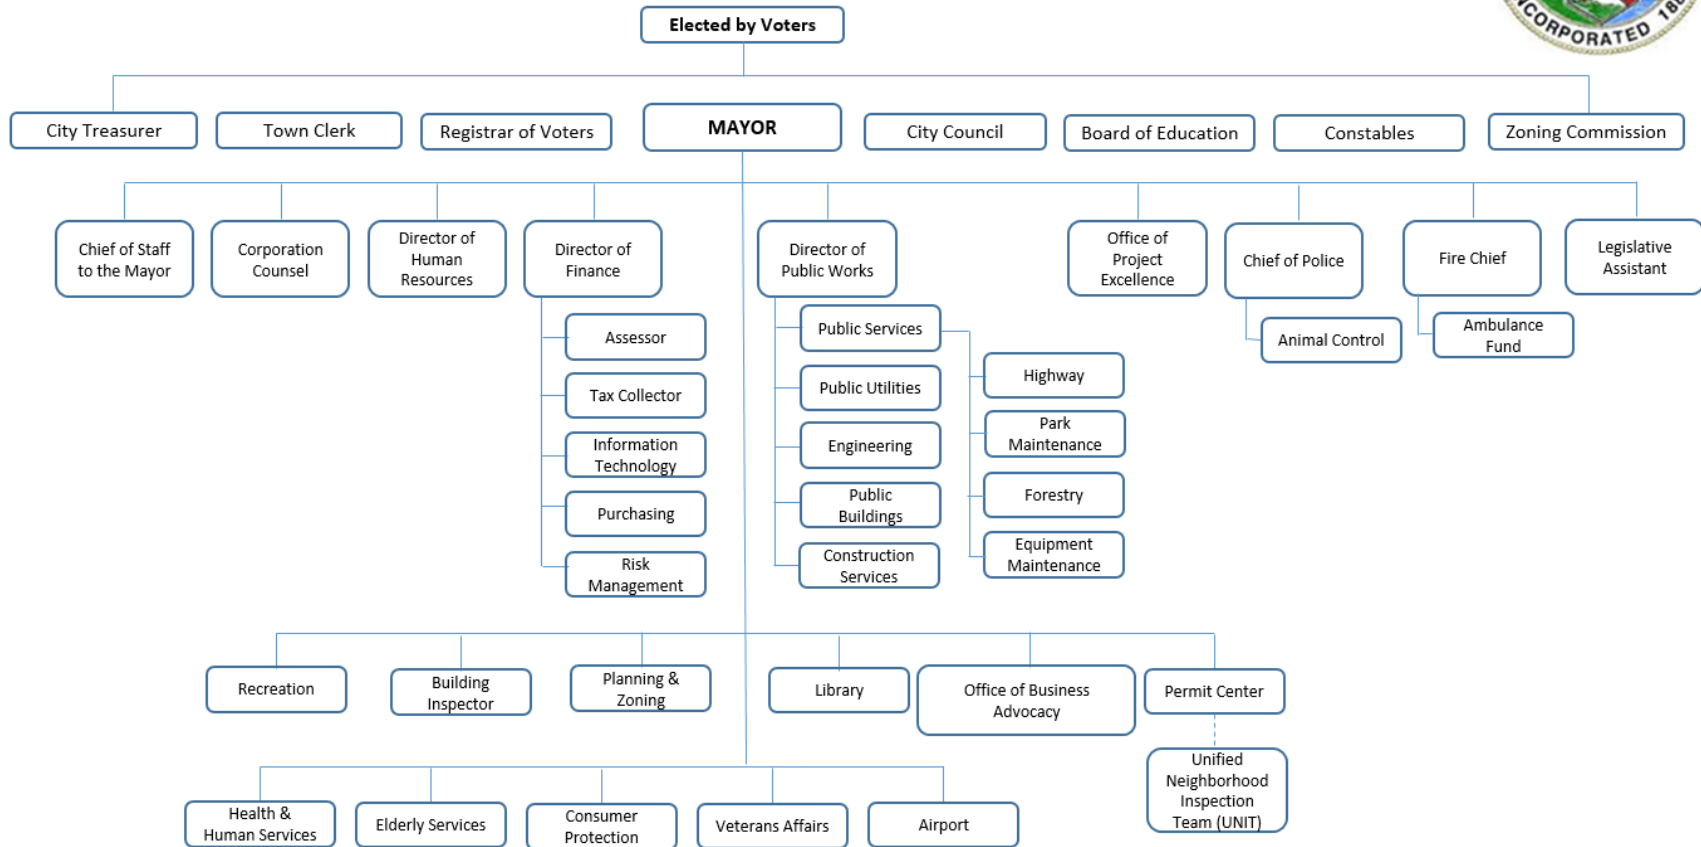 Elected by Voters
INCORPORATED 188
City Treasurer
Town Clerk
Registrar of Voters
MAYOR
City Council
Board of Education
Constables
Zoning Commission
Chief of Staff
to the Mayor
Corporation
Counsel
Director of
Human
Resources
Director of
Finance
Director of
Public Works
Office of
Project
Excellence
Chief of Police
Fire Chief
Legislative
Assistant
Assessor
Tax Collector
Information
Technology
Purchasing
Risk
Management
Public Services
Public Utilities
Engineering
Public
Buildings
Construction
Services
Highway
Park
Maintenance
Forestry
Equipment
Maintenance
Animal Control
Ambulance
Fund
Recreation
Building
Inspector
Planning &
Zoning
Library
Office of Business
Advocacy
Permit Center
Unified
Neighborhood
Inspection
Team (UNIT)
Health &
Human Services
Elderly Services
Consumer
Protection
Veterans Affairs
Airport